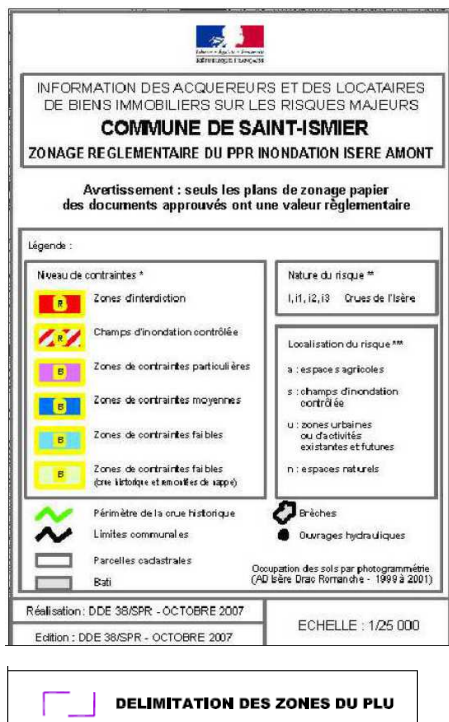 Liberté • Égalité • Fraternité
RÉPUBLIQUE FRANÇAISE
INFORMATION DES ACQUEREURS ET DES LOCATAIRES
DE BIENS IMMOBILIERS SUR LES RISQUES MAJEURS
COMMUNE DE SAINT-ISMIER
ZONAGE REGLEMENTAIRE DU PPR INONDATION ISERE AMONT
Avertissement : seuls les plans de zonage papier
des documents approuvés ont une valeur règlementaire
Légende :
Niveau de contraintes *
R Zones d'interdiction
R Champs d'inondation contrôlée
B Zones de contraintes particulières
B Zones de contraintes moyennes
B Zones de contraintes faibles
B Zones de contraintes faibles
(crue historique et remontées de nappe)
Nature du risque **
I, i1, i2, i3 Crues de l'Isère
Localisation du risque ***
a : espaces agricoles
s : champs d'inondation
contrôlée
u : zones urbaines
ou d'activités
existantes et futures
n : espaces naturels
Périmètre de la crue historique
Limites communales
Parcelles cadastrales
Bati
Brèches
Ouvrages hydrauliques
Occupation des sols par photogrammétrie
(AD Isère Drac Romanche - 1999 à 2001)
Réalisation : DDE 38/SPR - OCTOBRE 2007
Edition : DDE 38/SPR - OCTOBRE 2007
ECHELLE : 1/25 000
DELIMITATION DES ZONES DU PLU